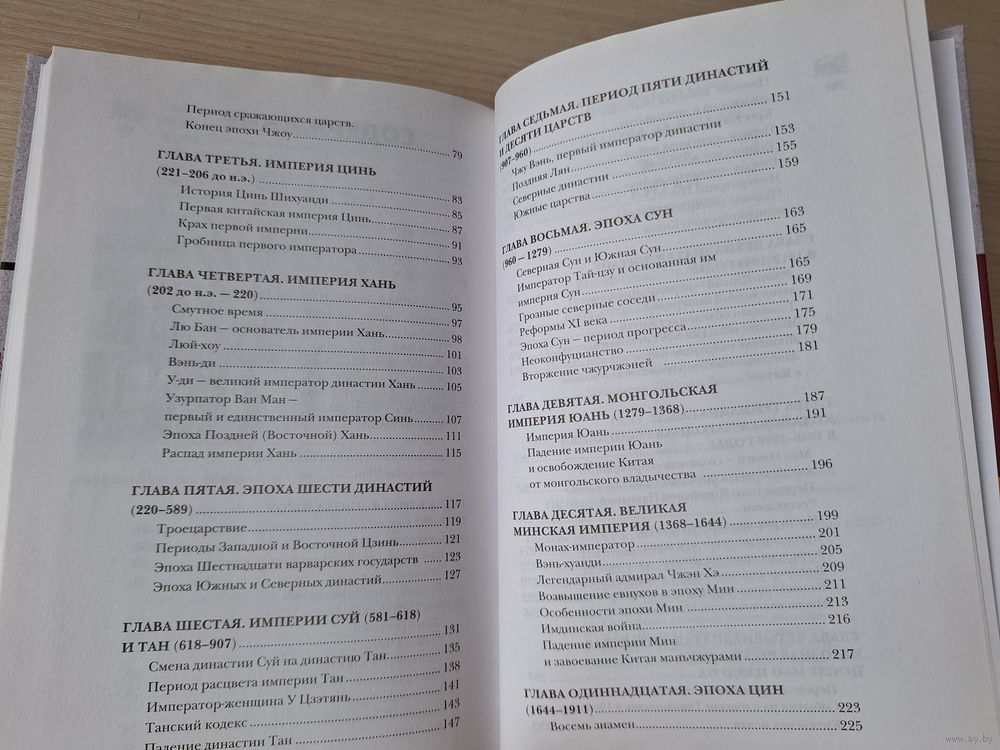 Период сражающихся царств.
Конец эпохи Чжоу........79
ГЛАВА ТРЕТЬЯ. ИМПЕРИЯ ЦИНЬ
(221–206 до н.э.)........83
История Цинь Шихуанди........85
Первая китайская империя Цинь........87
Крах первой империи........91
Гробница первого императора........93
ГЛАВА ЧЕТВЕРТАЯ. ИМПЕРИЯ ХАНЬ
(202 до н.э. — 220)........95
Смутное время........97
Лю Бан — основатель империи Хань........98
Люй-хоу........101
Вэнь-ди........103
У-ди — великий император династии Хань........105
Узурпатор Ван Ман —
первый и единственный император Синь........107
Эпоха Поздней (Восточной) Хань........111
Распад империи Хань........115
ГЛАВА ПЯТАЯ. ЭПОХА ШЕСТИ ДИНАСТИЙ
(220–589)........117
Троецарствие........119
Периоды Западной и Восточной Цзинь........121
Эпоха Шестнадцати варварских государств........123
Эпоха Южных и Северных династий........127
ГЛАВА ШЕСТАЯ. ИМПЕРИИ СУЙ (581–618)
И ТАН (618–907)........131
Смена династии Суй на династию Тан........135
Период расцвета империи Тан........138
Император-женщина У Цзэтянь........141
Танский кодекс........143
Падение династии Тан........147
ГЛАВА СЕДЬМАЯ. ПЕРИОД ПЯТИ ДИНАСТИЙ
И ДЕСЯТИ ЦАРСТВ
(907–960)........151
Чжу Вэнь, первый император династии
Поздняя Лян........153
Северные династии........155
Южные царства........159
ГЛАВА ВОСЬМАЯ. ЭПОХА СУН
(960 – 1279)........163
Северная Сун и Южная Сун........165
Император Тай-цзу и основанная им
империя Сун........165
Грозные северные соседи........169
Реформы XI века........171
Эпоха Сун – период прогресса........175
Неоконфуцианство........179
Вторжение чжурчжэней........181
ГЛАВА ДЕВЯТАЯ. МОНГОЛЬСКАЯ
ИМПЕРИЯ ЮАНЬ (1279–1368)........187
Империя Юань........191
Падение империи Юань
и освобождение Китая
от монгольского владычества........196
ГЛАВА ДЕСЯТАЯ. ВЕЛИКАЯ
МИНСКАЯ ИМПЕРИЯ (1368–1644)........199
Монах-император........201
Вэнь-хуанди........205
Легендарный адмирал Чжэн Хэ........209
Возвышение евнухов в эпоху Мин........211
Особенности эпохи Мин........213
Имдинская война........216
Падение империи Мин
и завоевание Китая маньчжурами........217
ГЛАВА ОДИННАДЦАТАЯ. ЭПОХА ЦИН
(1644–1911)........223
Восемь знамен........225
www.ay.by